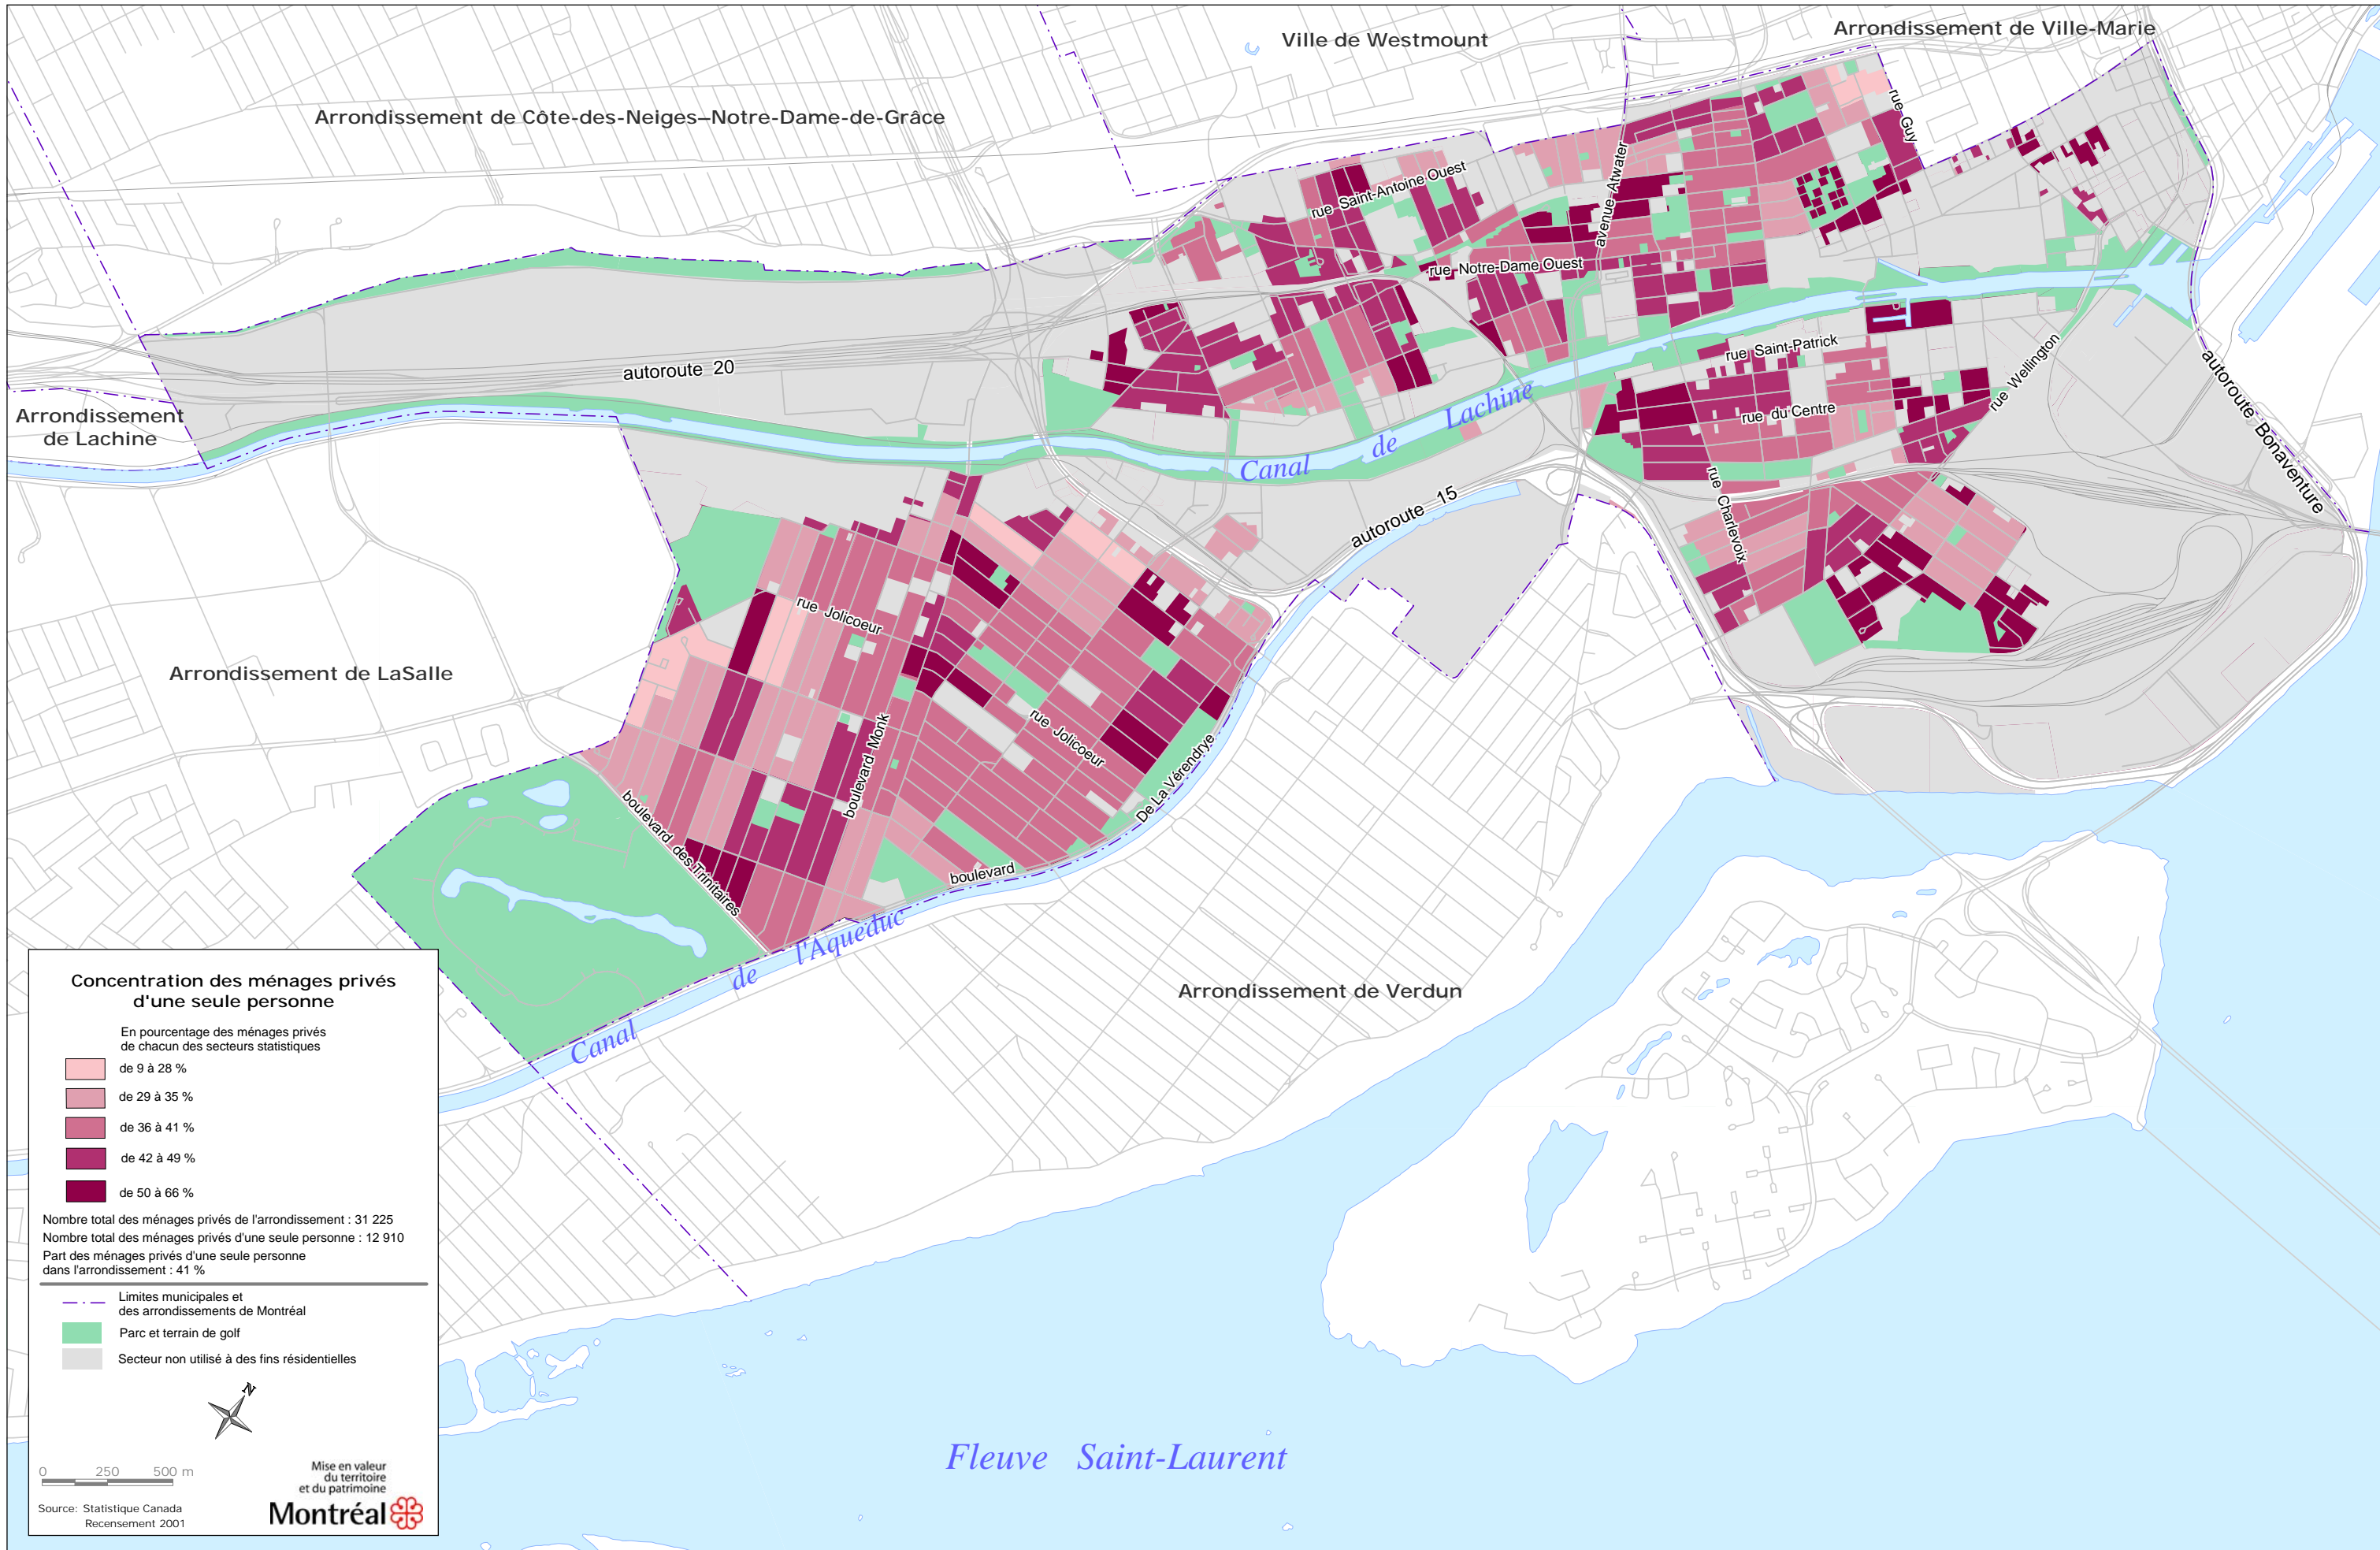 Ville de Westmount
Arrondissement de Ville-Marie
Arrondissement de Côte-des-Neiges–Notre-Dame-de-Grâce
rue Guy
rue Saint-Antoine Ouest
avenue Atwater
rue Notre-Dame Ouest
autoroute 20
rue Saint-Patrick
rue Wellington
autoroute Bonaventure
Arrondissement
de Lachine
Canal de Lachine
rue du Centre
autoroute 15
rue Charlevoix
rue Jolicoeur
Arrondissement de LaSalle
rue Jolicoeur
boulevard Monk
boulevard des Trinitaires
boulevard De La Vérendrye
Canal de l'Aqueduc
Arrondissement de Verdun
Fleuve Saint-Laurent
Concentration des ménages privés
d'une seule personne
En pourcentage des ménages privés
de chacun des secteurs statistiques
de 9 à 28 %
de 29 à 35 %
de 36 à 41 %
de 42 à 49 %
de 50 à 66 %
Nombre total des ménages privés de l'arrondissement : 31 225
Nombre total des ménages privés d'une seule personne : 12 910
Part des ménages privés d'une seule personne
dans l'arrondissement : 41 %
Limites municipales et
des arrondissements de Montréal
Parc et terrain de golf
Secteur non utilisé à des fins résidentielles
N
0 250 500 m
Mise en valeur
du territoire
et du patrimoine
Montréal
Source: Statistique Canada
Recensement 2001